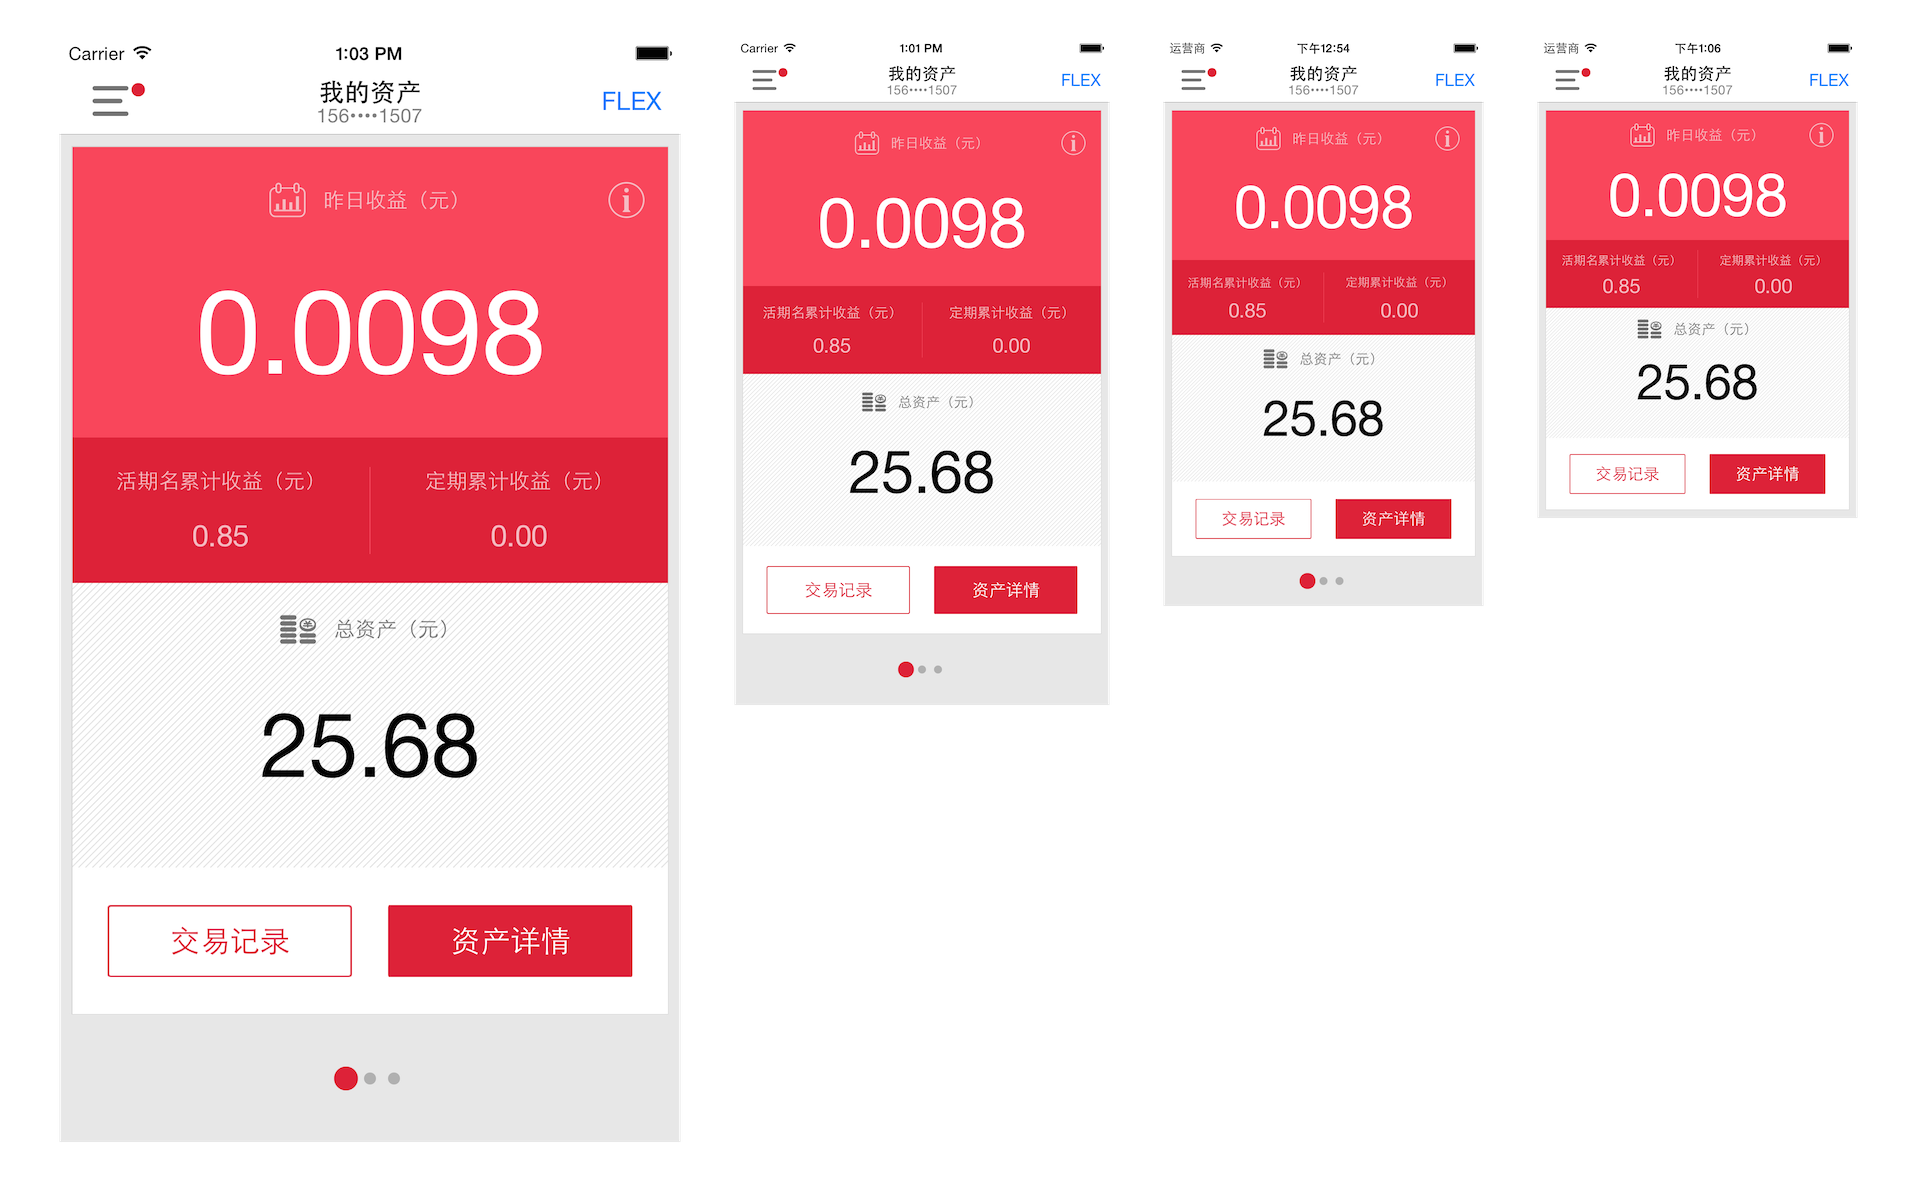 Carrier 1:03 PM
我的资产
156••••1507
FLEX
昨日收益（元）
0.0098
活期名累计收益（元） 定期累计收益（元）
0.85 0.00
总资产（元）
25.68
交易记录 资产详情
Carrier 1:01 PM
我的资产
156••••1507
FLEX
昨日收益（元）
0.0098
活期名累计收益（元） 定期累计收益（元）
0.85 0.00
总资产（元）
25.68
交易记录 资产详情
运营商 下午12:54
我的资产
156••••1507
FLEX
昨日收益（元）
0.0098
活期名累计收益（元） 定期累计收益（元）
0.85 0.00
总资产（元）
25.68
交易记录 资产详情
运营商 下午1:06
我的资产
156••••1507
FLEX
昨日收益（元）
0.0098
活期名累计收益（元） 定期累计收益（元）
0.85 0.00
总资产（元）
25.68
交易记录 资产详情